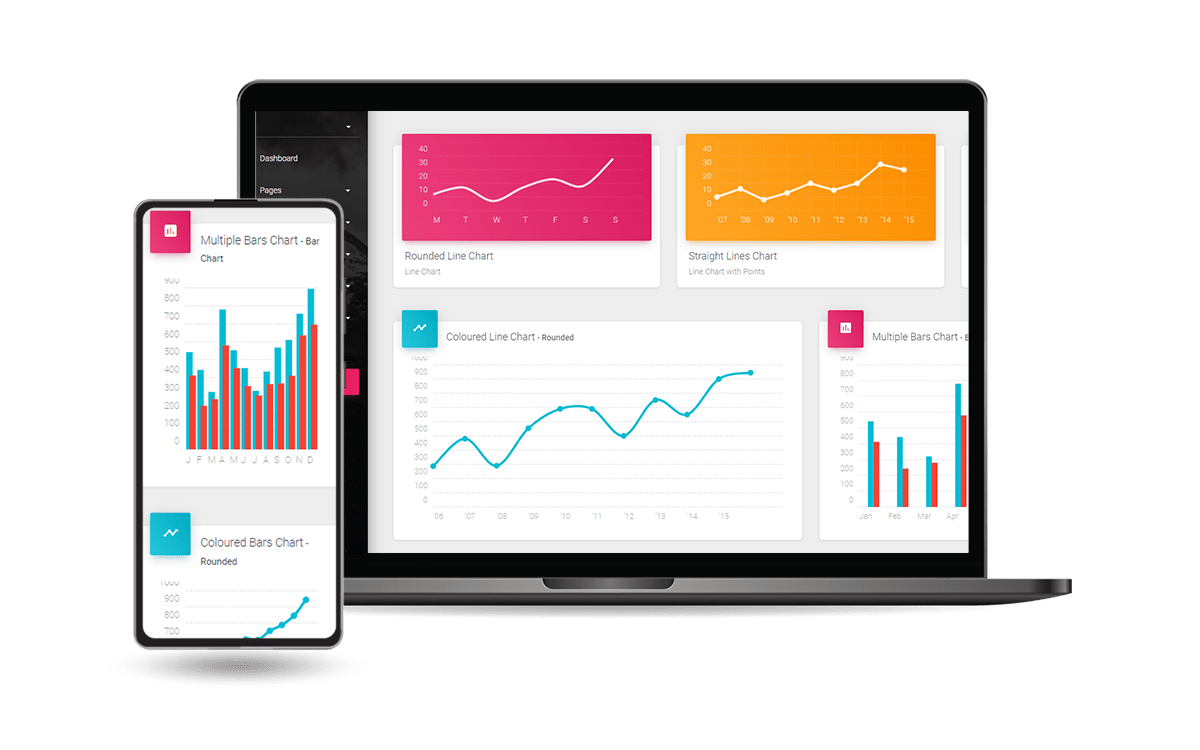 Dashboard
Pages
40
30
20
10
0
M T W T F S S
Rounded Line Chart
Line Chart
40
30
20
10
0
'07 '08 '09 '10 '11 '12 '13 '14 '15
Straight Lines Chart
Line Chart with Points
Coloured Line Chart - Rounded
1000
900
800
700
600
500
400
300
200
100
0
'06 '07 '08 '09 '10 '11 '12 '13 '14 '15
Multiple Bars Chart -
900
800
700
600
500
400
300
200
100
0
Jan Feb Mar Apr
Multiple Bars Chart - Bar
Chart
900
800
700
600
500
400
300
200
100
0
J F M A M J J A S O N D
Coloured Bars Chart -
Rounded
1000
900
800
700